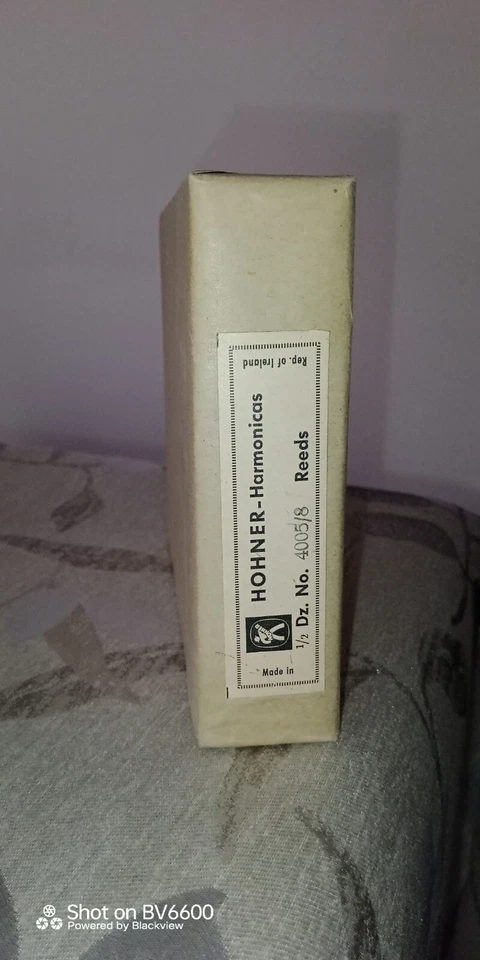 Made in
Rep. of Ireland
HOHNER-Harmonicas
1/2 Dz. No. 4005/8 Reeds
Shot on BV6600
Powered by Blackview